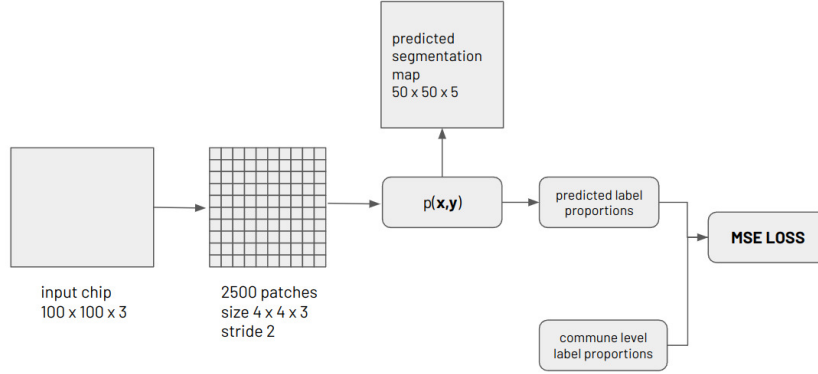 predicted
segmentation
map
50 x 50 x 5
p(x,y)
predicted label
proportions
MSE LOSS
input chip
100 x 100 x 3
2500 patches
size 4 x 4 x 3
stride 2
commune level
label proportions